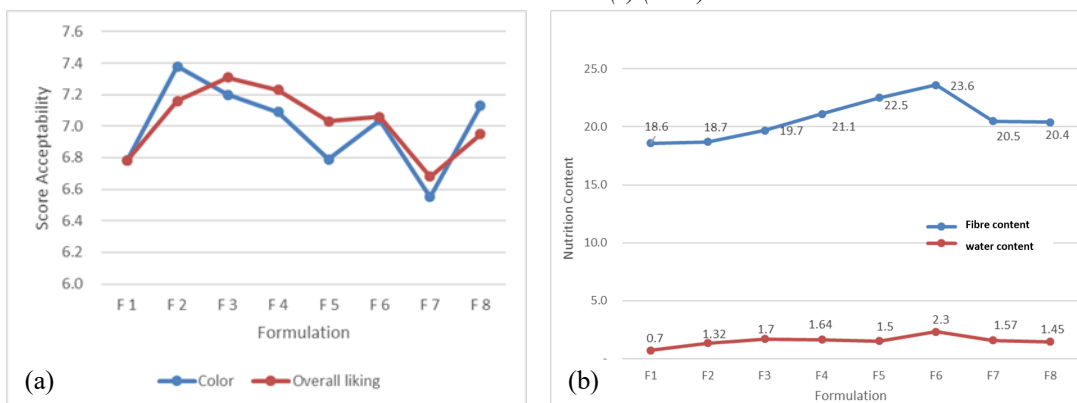 7.6
7.4
7.2
7.0
6.8
6.6
6.4
6.2
6.0
Score Acceptability
F 1 F 2 F 3 F 4 F 5 F 6 F 7 F 8
Formulation
Color Overall liking
(a)
25.0
20.0
15.0
10.0
5.0
-
Nutrition Content
18.6 18.7 19.7 21.1 22.5 23.6 20.5 20.4
Fibre content
water content
0.7 1.32 1.7 1.64 1.5 2.3 1.57 1.45
F1 F2 F3 F4 F5 F6 F7 F8
Formulation
(b)